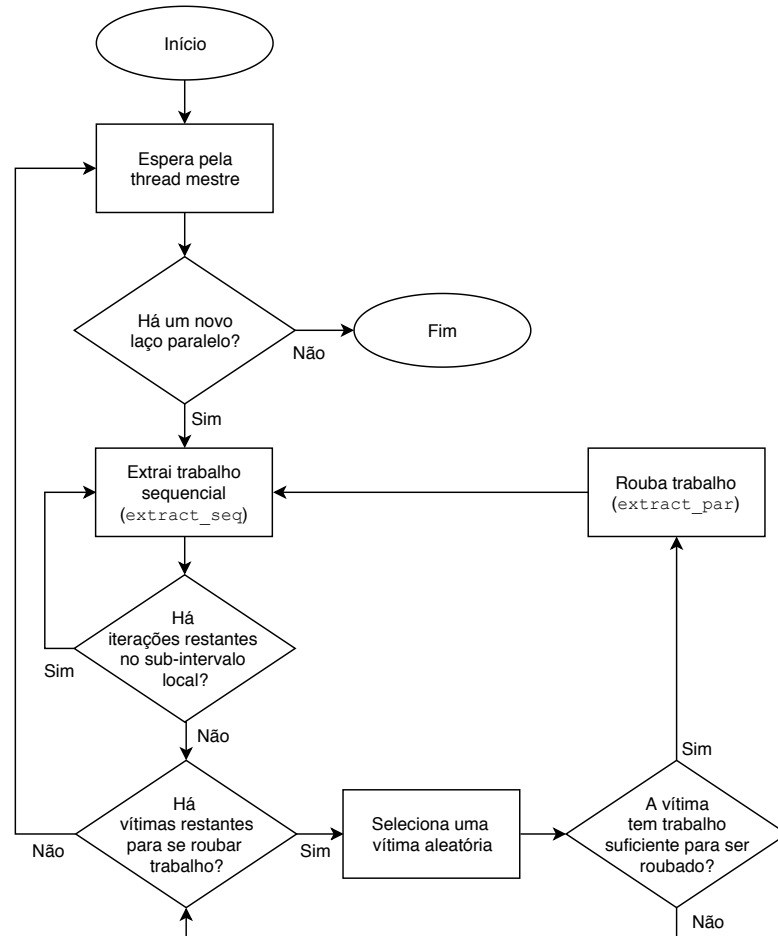 Início
Espera pela
thread mestre
Há um novo
laço paralelo?
Não
Fim
Sim
Extrai trabalho
sequencial
(extract_seq)
Rouba trabalho
(extract_par)
Há
iterações restantes
no sub-intervalo
local?
Sim
Não
Há
vítimas restantes
para se roubar
trabalho?
Não
Sim
Seleciona uma
vítima aleatória
Sim
A vítima
tem trabalho
suficiente para ser
roubado?
Não